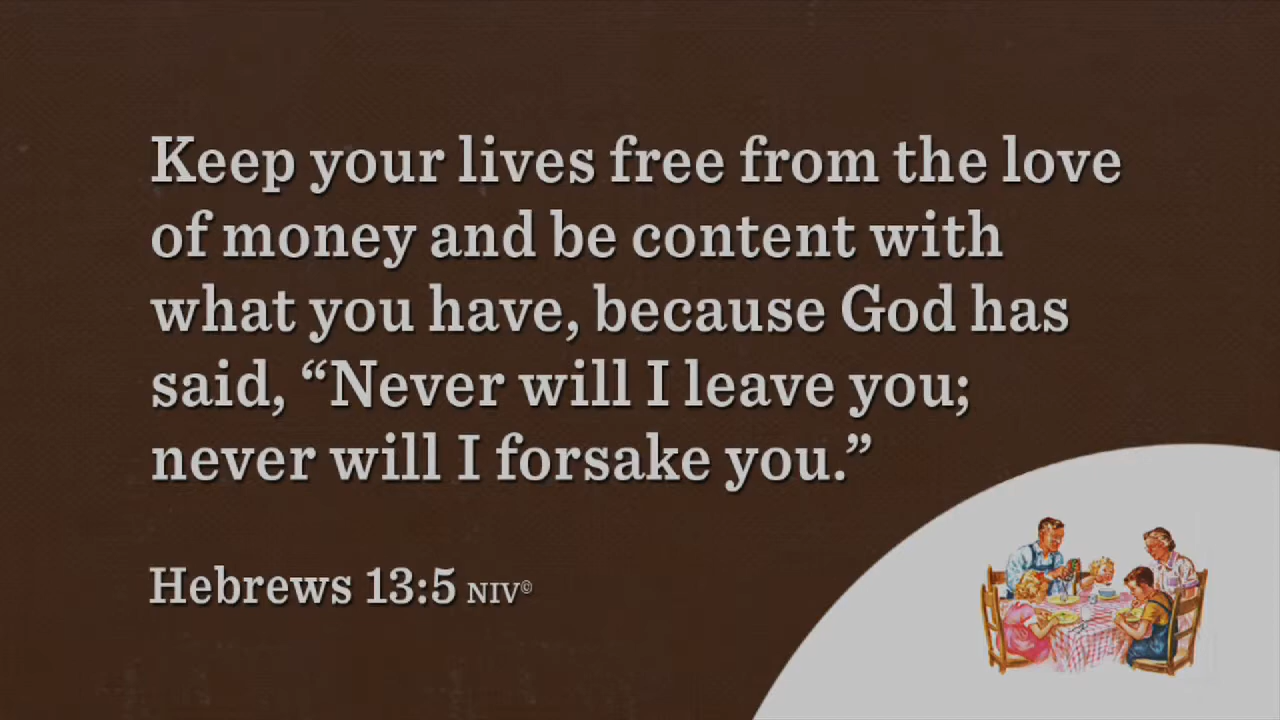 Keep your lives free from the love
of money and be content with
what you have, because God has
said, “Never will I leave you;
never will I forsake you.”
Hebrews 13:5 NIV©